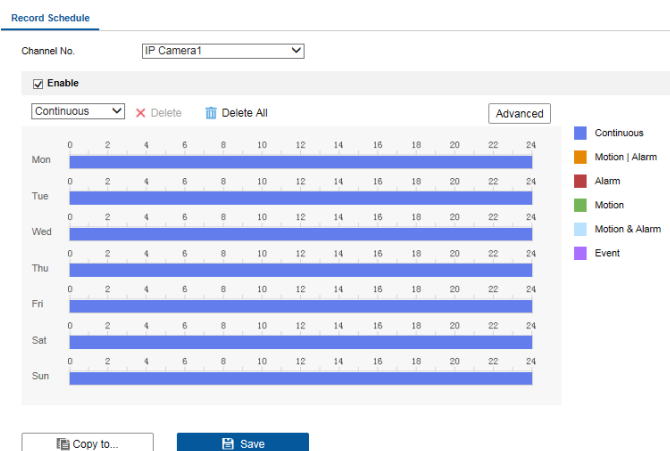 Record Schedule
Channel No. IP Camera1
Enable
Continuous Delete Delete All Advanced
Continuous
Motion | Alarm
Alarm
Motion
Motion & Alarm
Event
0 2 4 6 8 10 12 14 16 18 20 22 24
Mon
0 2 4 6 8 10 12 14 16 18 20 22 24
Tue
0 2 4 6 8 10 12 14 16 18 20 22 24
Wed
0 2 4 6 8 10 12 14 16 18 20 22 24
Thu
0 2 4 6 8 10 12 14 16 18 20 22 24
Fri
0 2 4 6 8 10 12 14 16 18 20 22 24
Sat
0 2 4 6 8 10 12 14 16 18 20 22 24
Sun
Copy to... Save